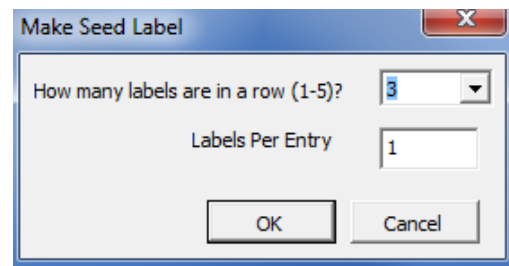 Make Seed Label
How many labels are in a row (1-5)? 3
Labels Per Entry 1
OK Cancel